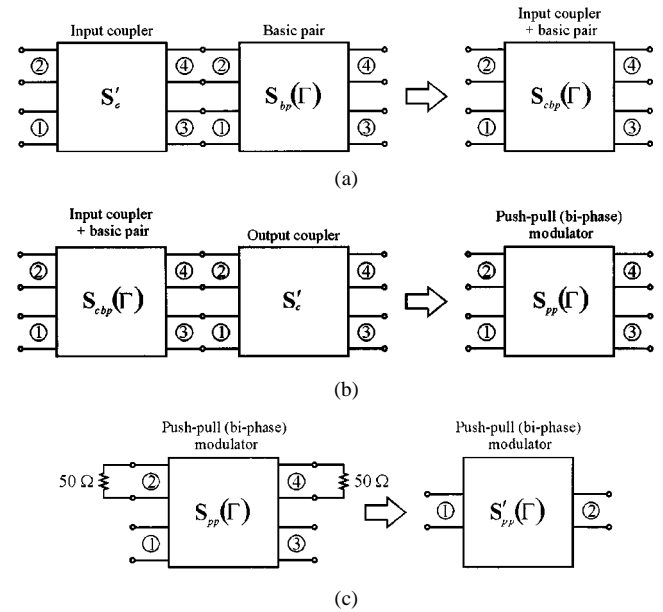 Input coupler
Basic pair
Input coupler
+ basic pair
② ④ ② ④ ② ④
S′c Sbp(Γ) Scbp(Γ)
① ③ ① ③ ① ③
(a)
Input coupler
+ basic pair
Output coupler
Push-pull (bi-phase)
modulator
② ④ ② ④ ② ④
Scbp(Γ) S′c Spp(Γ)
① ③ ① ③ ① ③
(b)
Push-pull (bi-phase)
modulator
Push-pull (bi-phase)
modulator
50 Ω ② ④ 50 Ω
Spp(Γ) ① S′pp(Γ) ②
① ③
(c)